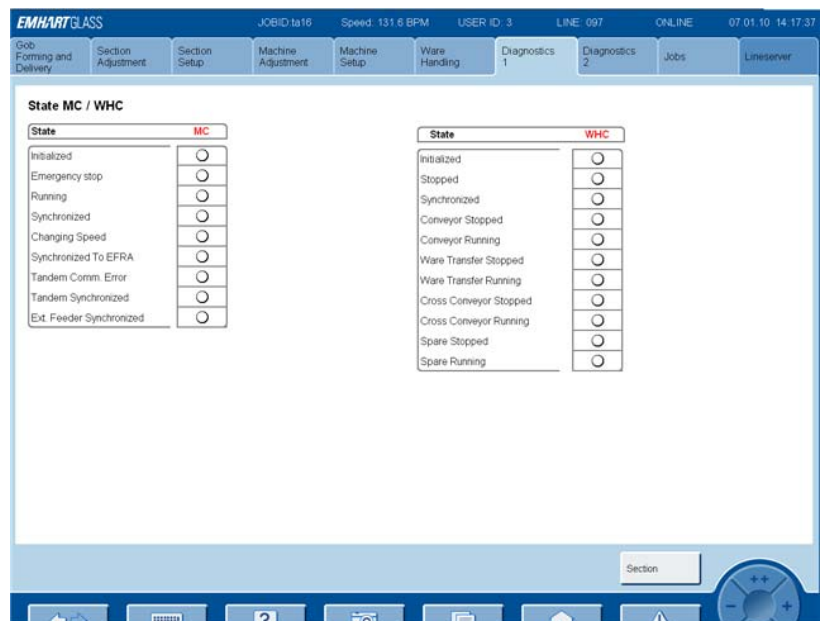 EMHART GLASS JOBID:ta16 Speed: 131.6 BPM USER ID: 3 LINE: 097 ONLINE 07.01.10 14:17:37
Gob Forming and Delivery
Section Adjustment
Section Setup
Machine Adjustment
Machine Setup
Ware Handling
Diagnostics 1
Diagnostics 2
Jobs
Lineserver
State MC / WHC
State MC
Initialized
Emergency stop
Running
Synchronized
Changing Speed
Synchronized To EFRA
Tandem Comm. Error
Tandem Synchronized
Ext. Feeder Synchronized
State WHC
Initialized
Stopped
Synchronized
Conveyor Stopped
Conveyor Running
Ware Transfer Stopped
Ware Transfer Running
Cross Conveyor Stopped
Cross Conveyor Running
Spare Stopped
Spare Running
Section
++
- +
?